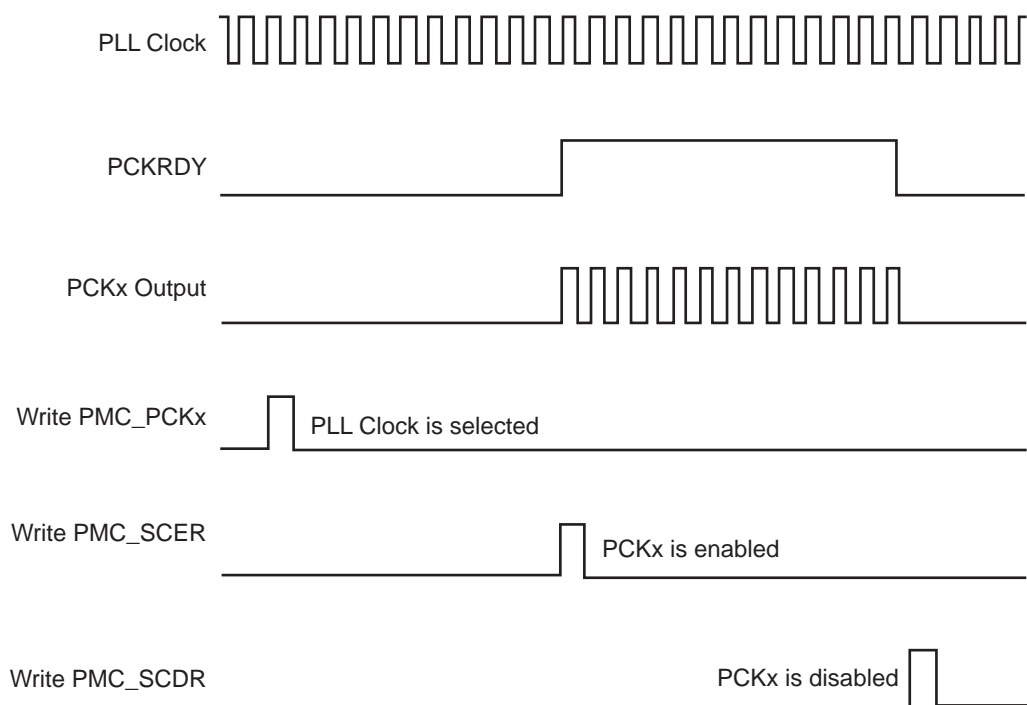 PLL Clock
PCKRDY
PCKx Output
Write PMC_PCKx
PLL Clock is selected
Write PMC_SCER
PCKx is enabled
Write PMC_SCDR
PCKx is disabled